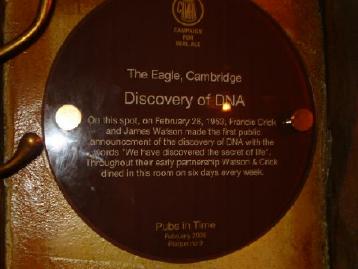 CAMPAIGN
FOR
REAL ALE
The Eagle, Cambridge
Discovery of DNA
On this spot, on February 28, 1953, Francis Crick
and James Watson made the first public
announcement of the discovery of DNA with the
words "We have discovered the secret of life".
Throughout their early partnership Watson & Crick
dined in this room on six days every week.
Pubs in Time
February 2005